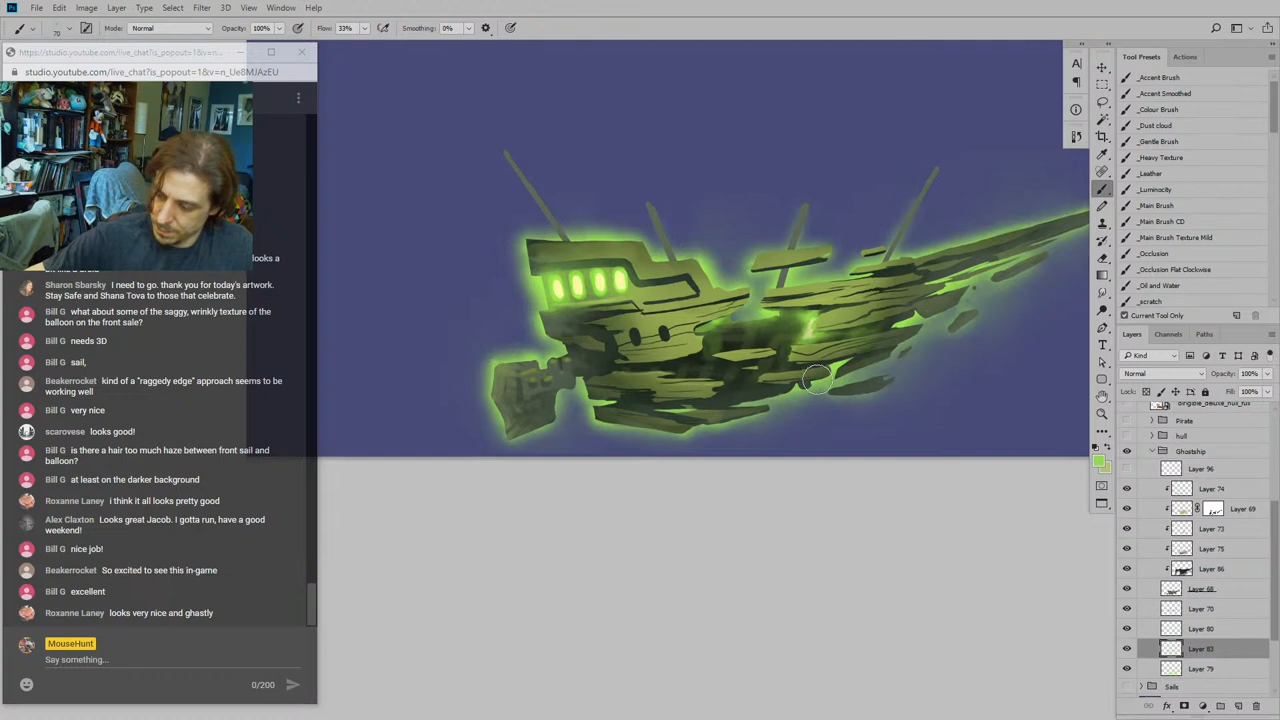 File Edit Image Layer Type Select Filter 3D View Window Help
70 Mode: Normal Opacity: 100% Flow: 33% Smoothing: 0%
https://studio.youtube.com/live_chat?is_popout=1&v=n_...
studio.youtube.com/live_chat?is_popout=1&v=n_Ue8MJAzEU
looks a
Sharon Sbarsky I need to go. thank you for today's artwork.
Stay Safe and Shana Tova to those that celebrate.
Bill G what about some of the saggy, wrinkly texture of the
balloon on the front sale?
Bill G needs 3D
Bill G sail,
Beakerrocket kind of a "raggedy edge" approach seems to be
working well
Bill G very nice
scarovese looks good!
Bill G is there a hair too much haze between front sail and
balloon?
Bill G at least on the darker background
Roxanne Laney i think it all looks pretty good
Alex Claxton Looks great Jacob. I gotta run, have a good
weekend!
Bill G nice job!
Beakerrocket So excited to see this in-game
Bill G excellent
Roxanne Laney looks very nice and ghastly
MouseHunt
Say something...
0/200
Tool Presets Actions
_Accent Brush
_Accent Smoothed
_Colour Brush
_Dust cloud
_Gentle Brush
_Heavy Texture
_Leather
_Luminocity
_Main Brush
_Main Brush CD
_Main Brush Texture Mild
_Occlusion
_Occlusion Flat Clockwise
_Oil and Water
_scratch
Current Tool Only
Layers Channels Paths
Kind
Normal Opacity: 100%
Lock: Fill: 100%
Pirate
hull
Ghostship
Layer 96
Layer 74
Layer 69
Layer 73
Layer 75
Layer 86
Layer 68
Layer 70
Layer 80
Layer 83
Layer 79
Sails